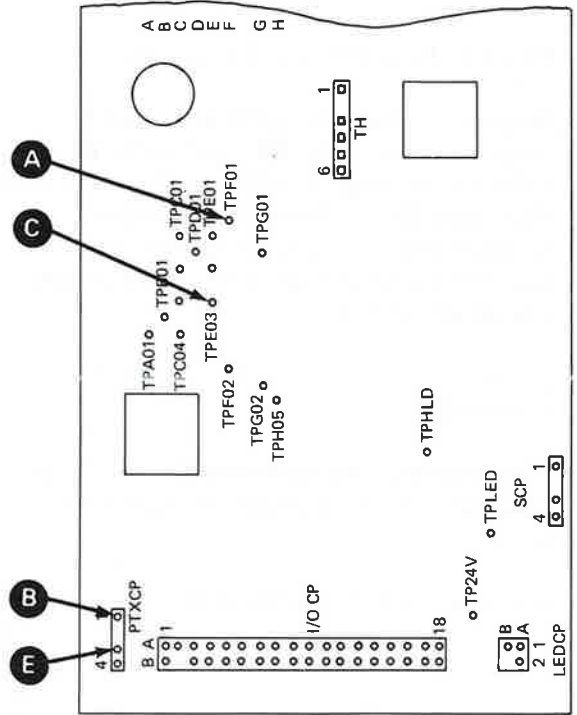 A
B
C
D
E
F
G
H
1
6
TH
A
C
TPC01
TPD01
TPE01
TPF01
TPG01
TPA01
TPC04
TPE03
TPF02
TPG02
TPH05
TPHLD
TPLED
SCP
4
1
TP24V
B
E
4
PTXCP
B A
1
I/O CP
18
B
A
2 1
LEDCP